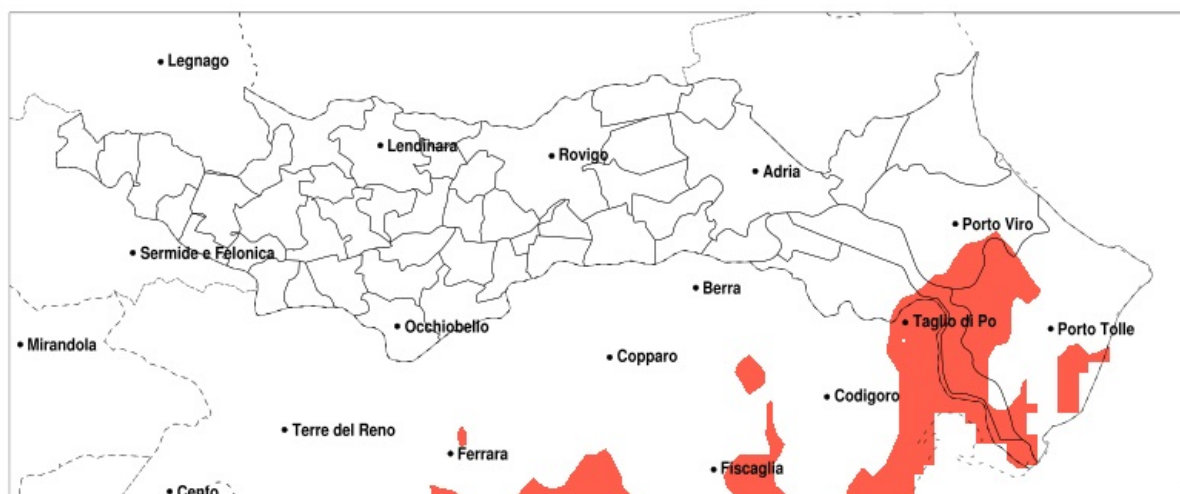 Legnago
Lendinara
Rovigo
Adria
Porto Viro
Sermide e Felonica
Berra
Occhiobello
Taglio di Po
Porto Tolle
Mirandola
Copparo
Codigoro
Terre del Reno
Ferrara
Fiscaglia
Cento